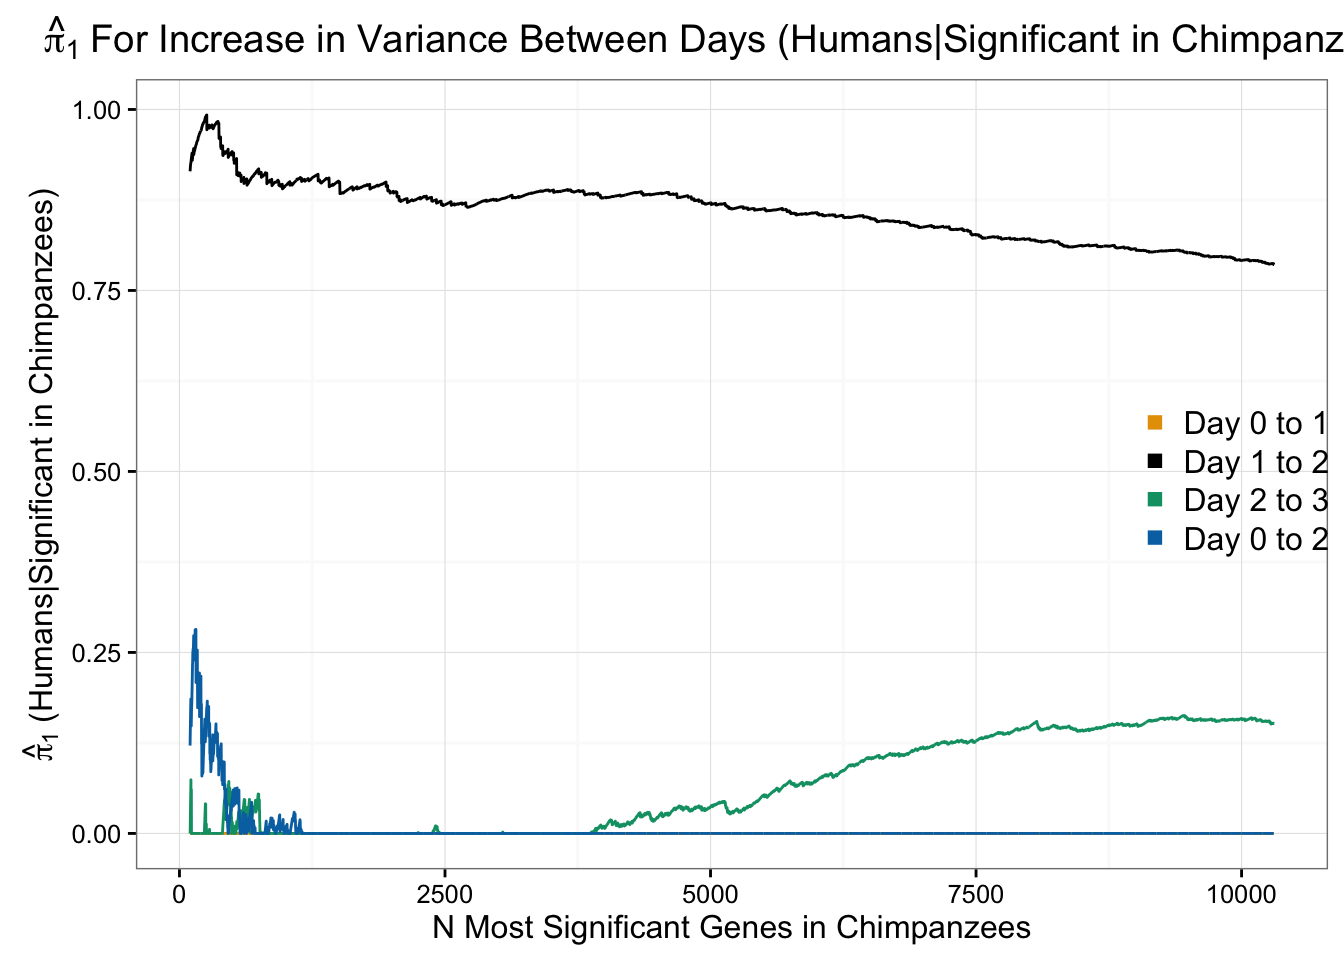 π̂1 For Increase in Variance Between Days (Humans|Significant in Chimpanz
π̂1 (Humans|Significant in Chimpanzees)
1.00
0.75
0.50
0.25
0.00
Day 0 to 1
Day 1 to 2
Day 2 to 3
Day 0 to 2
0 2500 5000 7500 10000
N Most Significant Genes in Chimpanzees